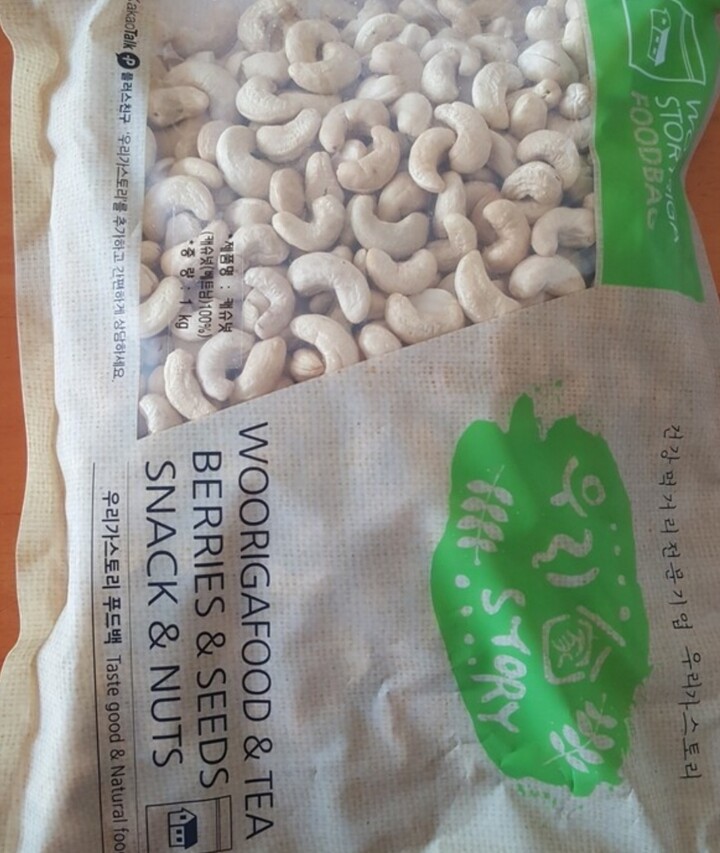 STORY
FOODBAG
건강먹거리전문기업 우리가스토리
우리家
STORY
*제품명 : 캐슈넛
(캐슈넛(베트남)100%)
*중 량 : 1 kg
WOORIGAFOOD & TEA
BERRIES & SEEDS
SNACK & NUTS
우리가스토리 푸드백 Taste good & Natural foo
KakaoTalk 플러스친구 '우리가스토리'를 추가하고 간편하게 상담하세요.